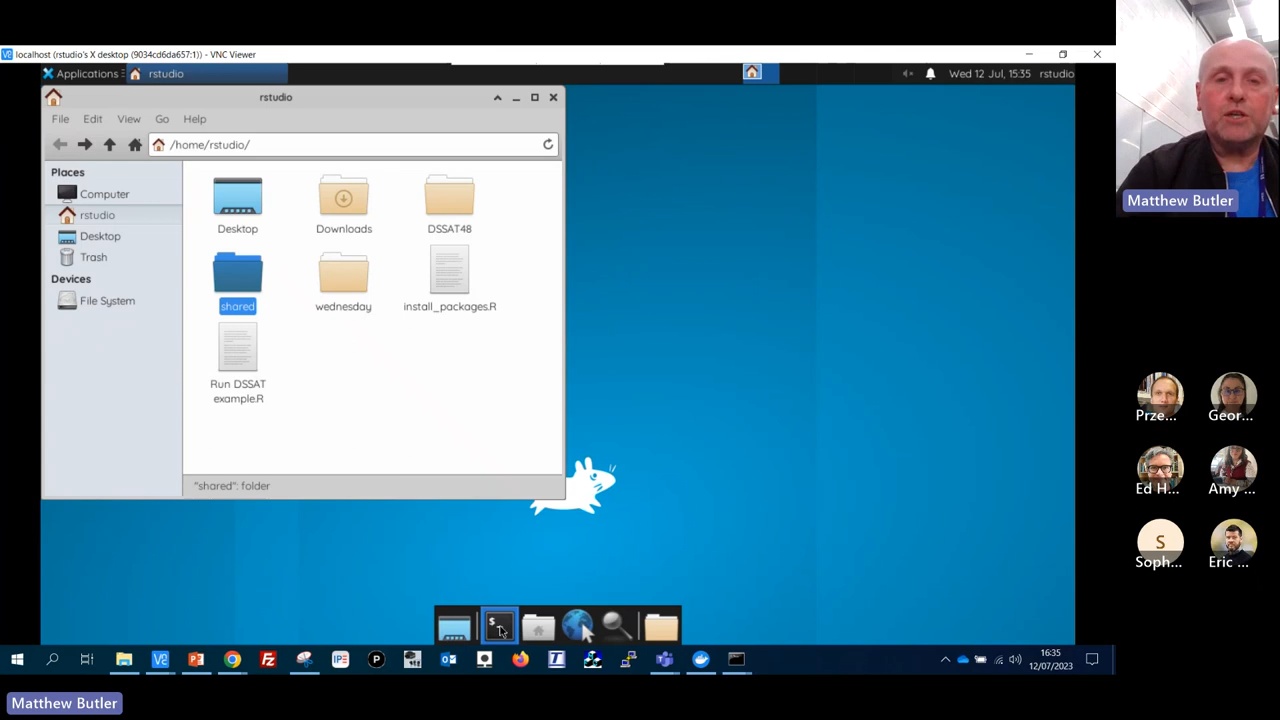 localhost (rstudio's X desktop (9034cd6da657:1)) - VNC Viewer
Applications
rstudio
Wed 12 Jul, 15:35
rstudio
rstudio
File Edit View Go Help
/home/rstudio/
Places
Computer
rstudio
Desktop
Trash
Devices
File System
Desktop
Downloads
DSSAT48
shared
wednesday
install_packages.R
Run DSSAT
example.R
"shared": folder
$_
16:35
12/07/2023
Matthew Butler
Prze...
Geor...
Ed H...
Amy ...
S
Soph...
Eric ...
Matthew Butler